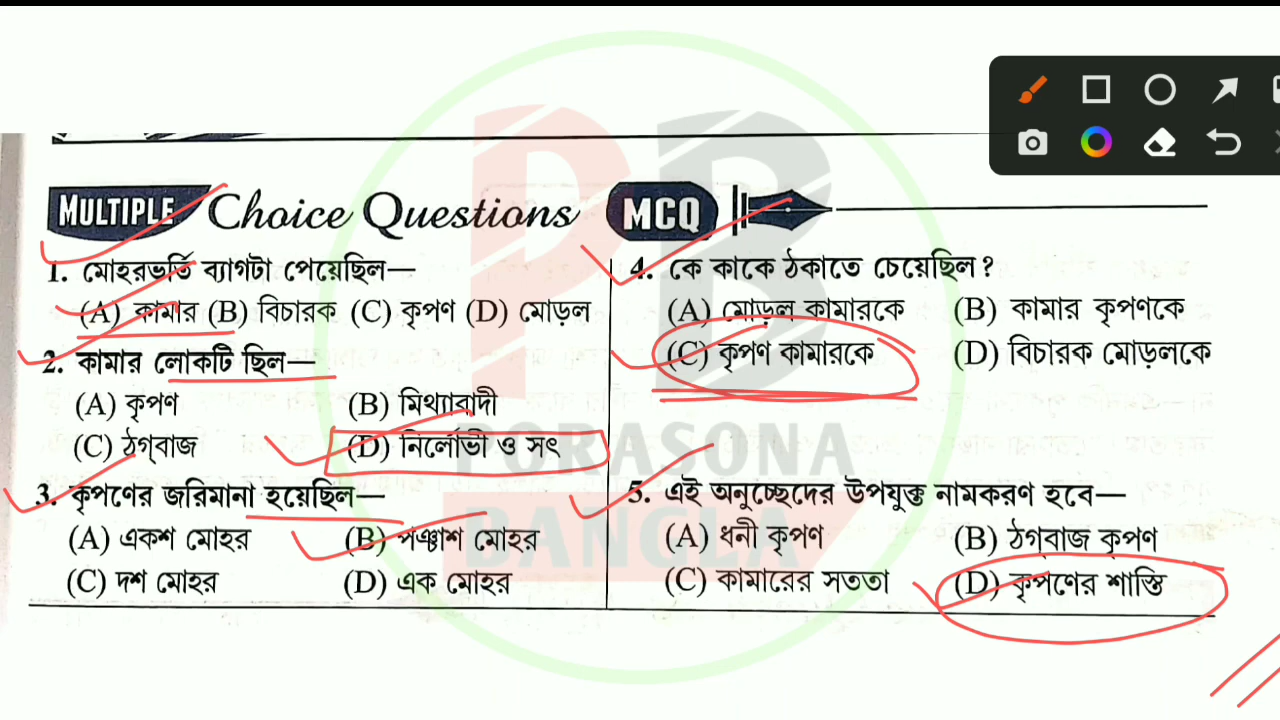 MULTIPLE Choice Questions MCQ
1. মোহরভর্তি ব্যাগটা পেয়েছিল—
(A) কামার (B) বিচারক (C) কৃপণ (D) মোড়ল
2. কামার লোকটি ছিল—
(A) কৃপণ (B) মিথ্যাবাদী
(C) ঠগ্‌বাজ (D) নির্লোভী ও সৎ
3. কৃপণের জরিমানা হয়েছিল—
(A) একশ মোহর (B) পঞ্চাশ মোহর
(C) দশ মোহর (D) এক মোহর
4. কে কাকে ঠকাতে চেয়েছিল?
(A) মোড়ল কামারকে (B) কামার কৃপণকে
(C) কৃপণ কামারকে (D) বিচারক মোড়লকে
5. এই অনুচ্ছেদের উপযুক্ত নামকরণ হবে—
(A) ধনী কৃপণ (B) ঠগ্‌বাজ কৃপণ
(C) কামারের সততা (D) কৃপণের শাস্তি
PB
PORASONA
BANGLA